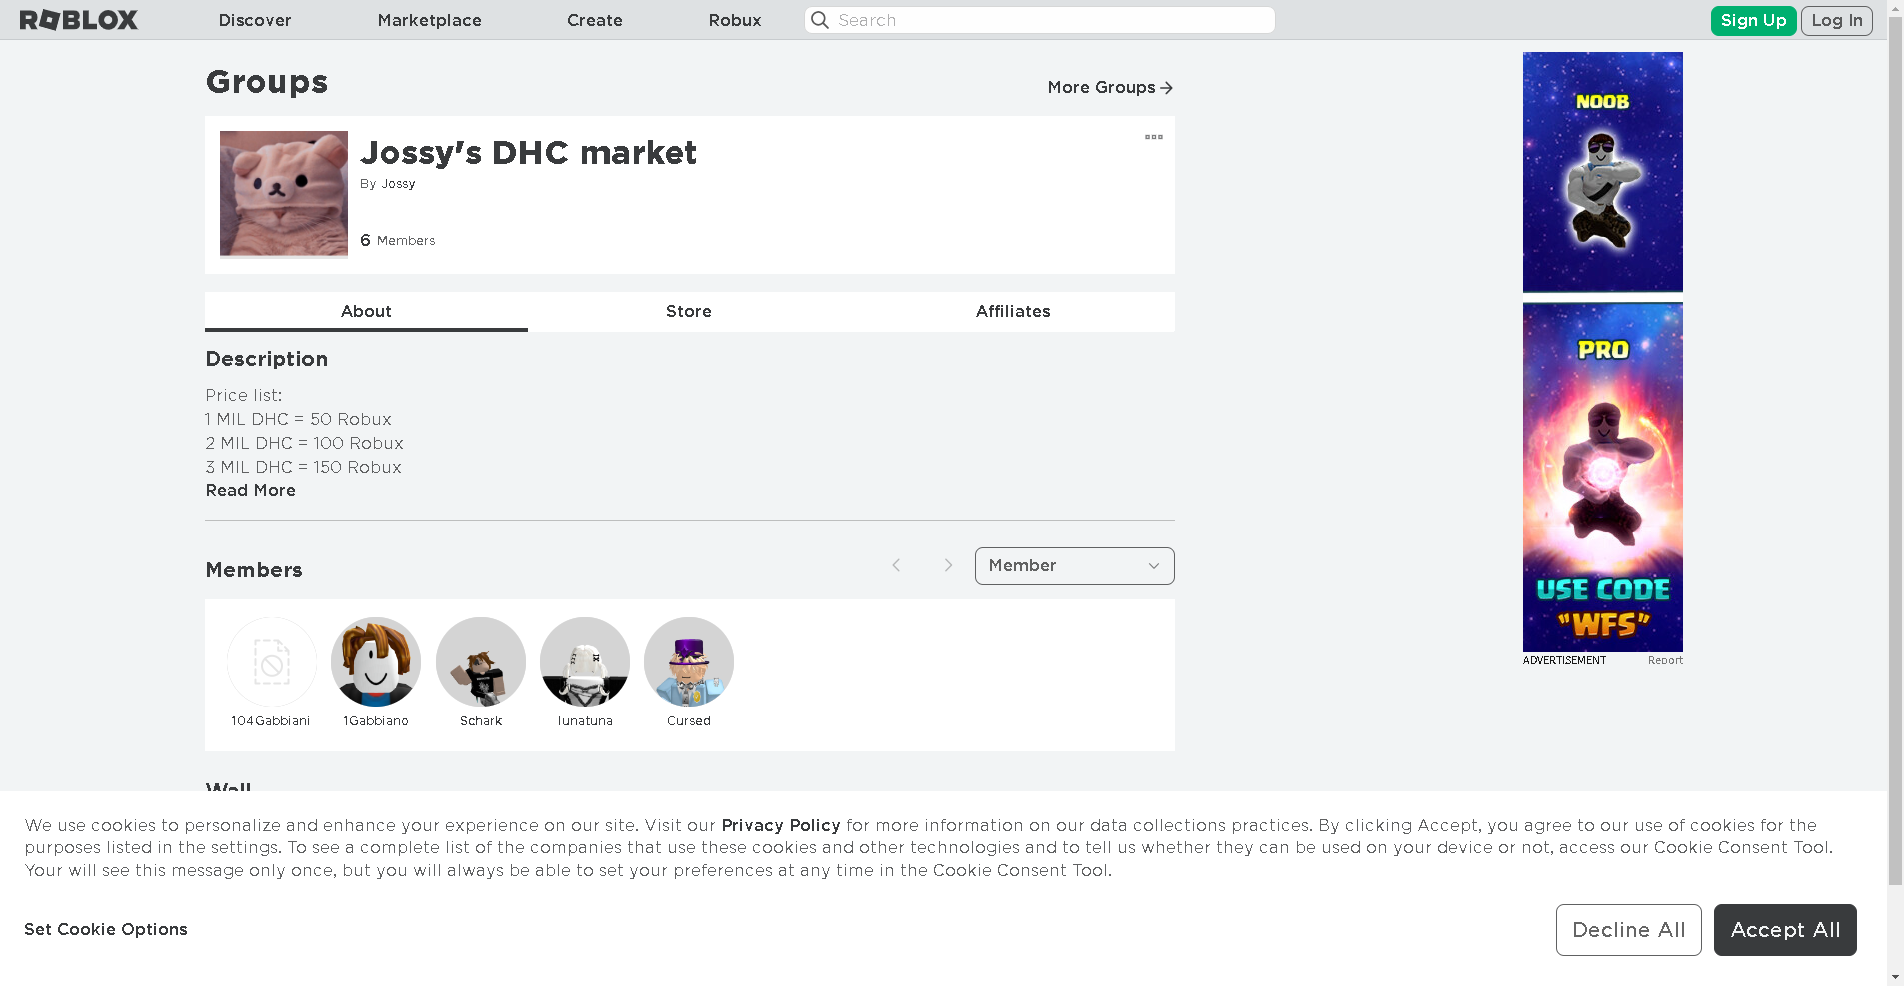 ROBLOX
Discover
Marketplace
Create
Robux
Search
Sign Up
Log In
Groups
More Groups
Jossy's DHC market
By Jossy
6 Members
About
Store
Affiliates
Description
Price list:
1 MIL DHC = 50 Robux
2 MIL DHC = 100 Robux
3 MIL DHC = 150 Robux
Read More
Members
Member
104Gabbiani
1Gabbiano
Schark
lunatuna
Cursed
Wall
NOOB
PRO
USE CODE
"WFS"
ADVERTISEMENT
Report
We use cookies to personalize and enhance your experience on our site. Visit our Privacy Policy for more information on our data collections practices. By clicking Accept, you agree to our use of cookies for the
purposes listed in the settings. To see a complete list of the companies that use these cookies and other technologies and to tell us whether they can be used on your device or not, access our Cookie Consent Tool.
Your will see this message only once, but you will always be able to set your preferences at any time in the Cookie Consent Tool.
Set Cookie Options
Decline All
Accept All